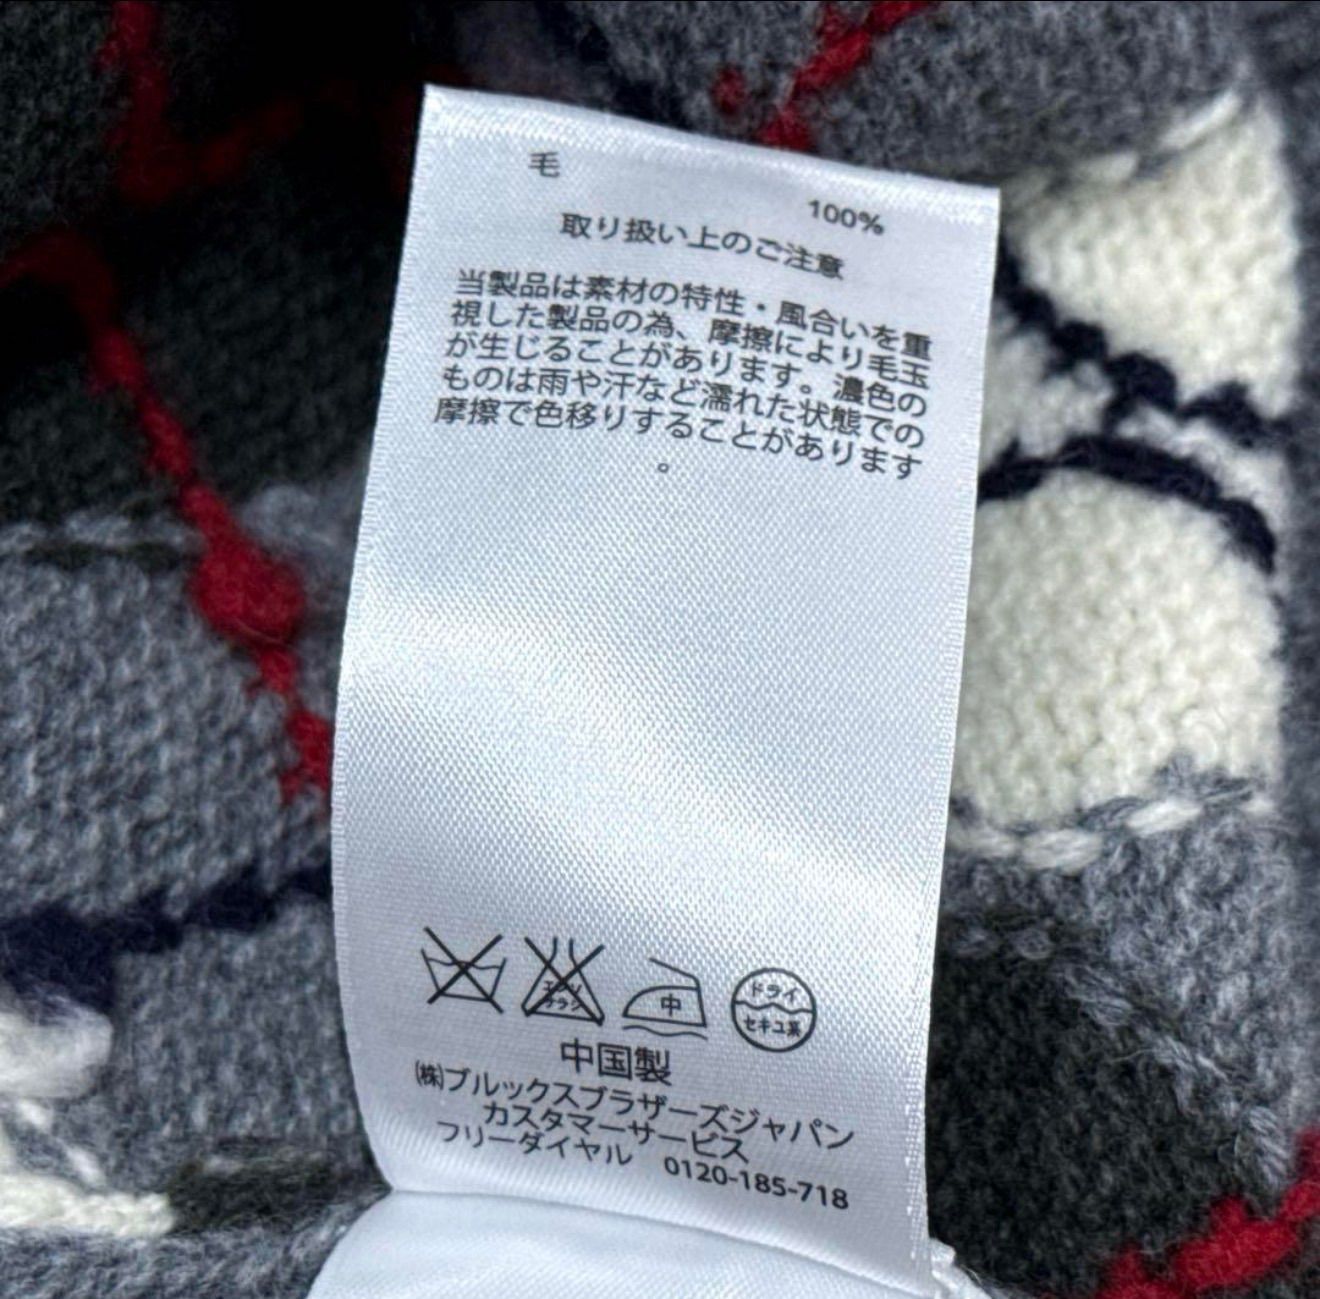 毛
100%
取り扱い上のご注意
当製品は素材の特性・風合いを重
視した製品の為、摩擦により毛玉
が生じることがあります。濃色の
ものは雨や汗など濡れた状態での
摩擦で色移りすることがあります
。
エンソ
サラシ
中
ドライ
セキユ系
中国製
㈱ブルックスブラザーズジャパン
カスタマーサービス
フリーダイヤル 0120-185-718